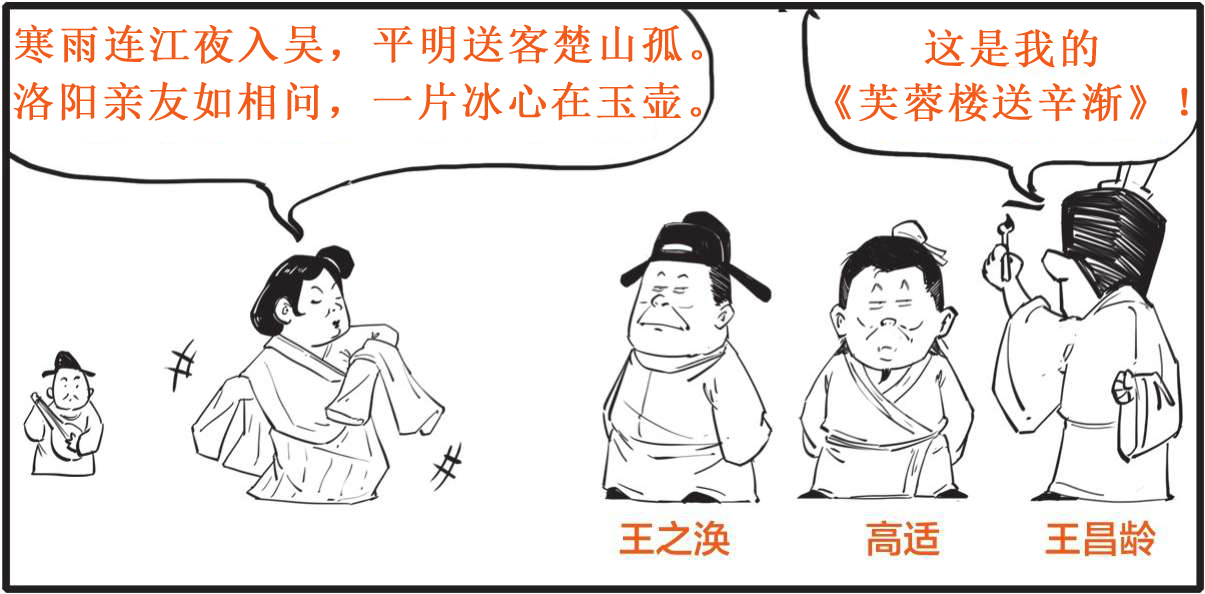 寒雨连江夜入吴，平明送客楚山孤。
洛阳亲友如相问，一片冰心在玉壶。
这是我的
《芙蓉楼送辛渐》！
王之涣
高适
王昌龄